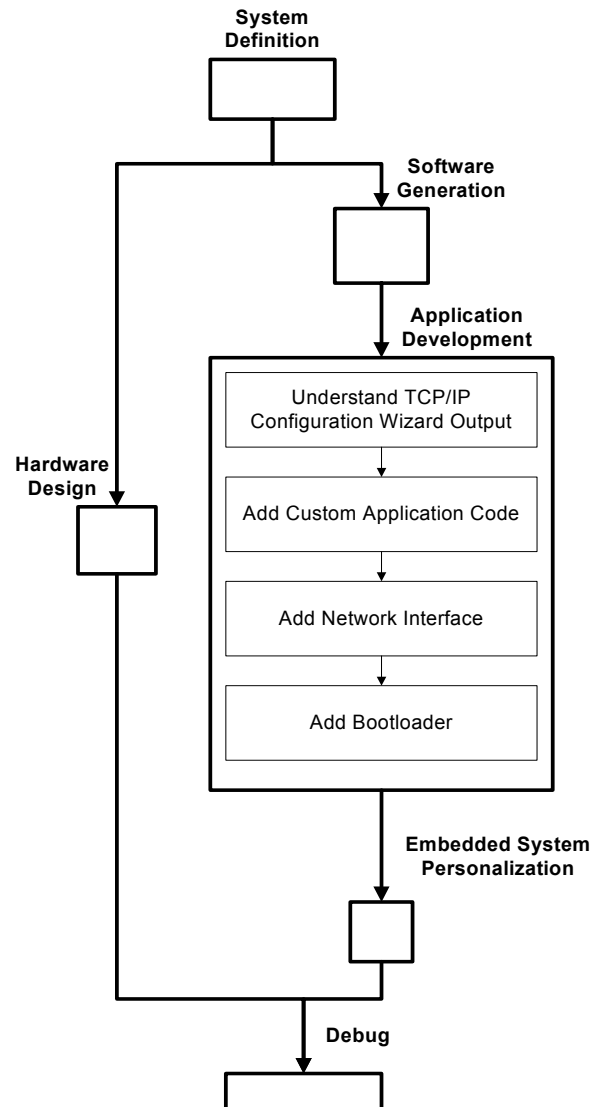 System
Definition
Software
Generation
Application
Development
Understand TCP/IP
Configuration Wizard Output
Hardware
Design
Add Custom Application Code
Add Network Interface
Add Bootloader
Embedded System
Personalization
Debug